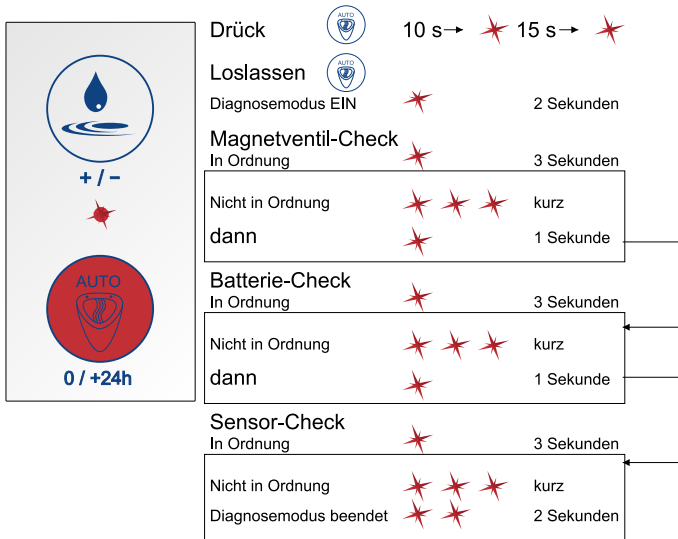 Drück AUTO 10 s 15 s
Loslassen AUTO
Diagnosemodus EIN 2 Sekunden
Magnetventil-Check
In Ordnung 3 Sekunden
+ / −
Nicht in Ordnung kurz
dann 1 Sekunde
AUTO
0 / +24h
Batterie-Check
In Ordnung 3 Sekunden
Nicht in Ordnung kurz
dann 1 Sekunde
Sensor-Check
In Ordnung 3 Sekunden
Nicht in Ordnung kurz
Diagnosemodus beendet 2 Sekunden